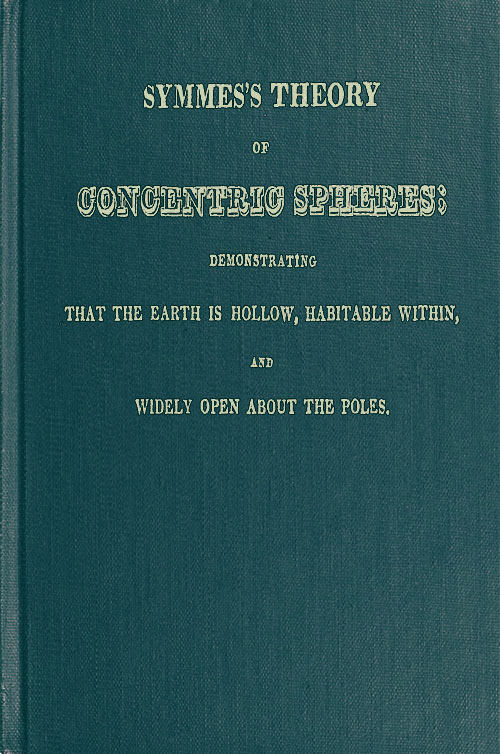 SYMMES'S THEORY
OF
CONCENTRIC SPHERES:
DEMONSTRATING
THAT THE EARTH IS HOLLOW, HABITABLE WITHIN,
AND
WIDELY OPEN ABOUT THE POLES.